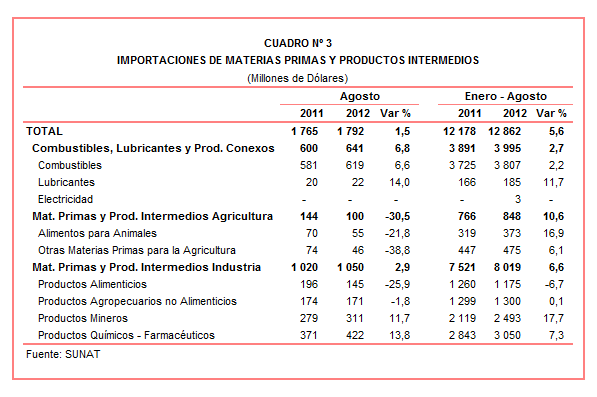 CUADRO Nº 3
IMPORTACIONES DE MATERIAS PRIMAS Y PRODUCTOS INTERMEDIOS
(Millones de Dólares)
Agosto Enero - Agosto
2011 2012 Var % 2011 2012 Var %
TOTAL 1 765 1 792 1,5 12 178 12 862 5,6
Combustibles, Lubricantes y Prod. Conexos 600 641 6,8 3 891 3 995 2,7
Combustibles 581 619 6,6 3 725 3 807 2,2
Lubricantes 20 22 14,0 166 185 11,7
Electricidad - - - - 3 -
Mat. Primas y Prod. Intermedios Agricultura 144 100 -30,5 766 848 10,6
Alimentos para Animales 70 55 -21,8 319 373 16,9
Otras Materias Primas para la Agricultura 74 46 -38,8 447 475 6,1
Mat. Primas y Prod. Intermedios Industria 1 020 1 050 2,9 7 521 8 019 6,6
Productos Alimenticios 196 145 -25,9 1 260 1 175 -6,7
Productos Agropecuarios no Alimenticios 174 171 -1,8 1 299 1 300 0,1
Productos Mineros 279 311 11,7 2 119 2 493 17,7
Productos Químicos - Farmacéuticos 371 422 13,8 2 843 3 050 7,3
Fuente: SUNAT